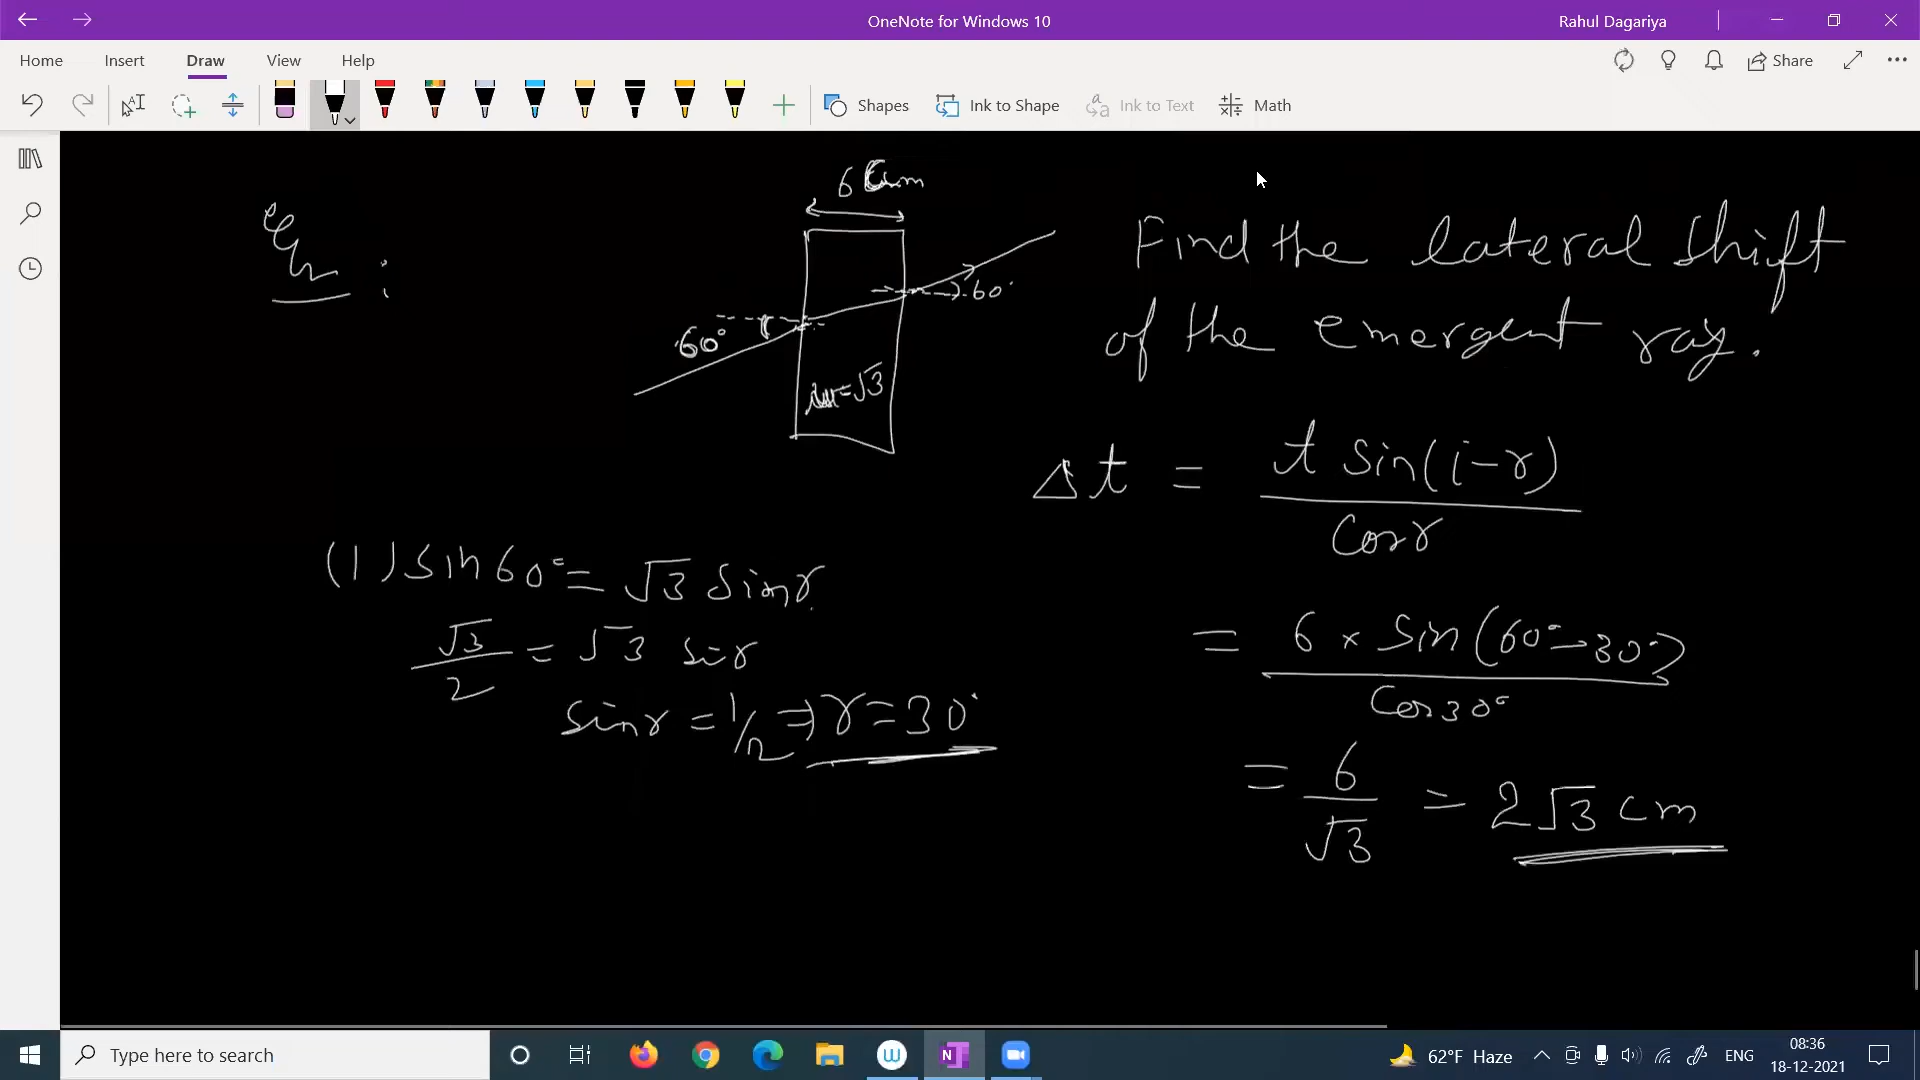 OneNote for Windows 10
Rahul Dagariya
Home Insert Draw View Help
Share
Shapes Ink to Shape Ink to Text Math
6 cm
60°
60°
μ=√3
Find the lateral shift
of the emergent ray.
Δt = t sin(i-r) / cos r
= 6 × sin(60°-30°) / cos 30°
= 6/√3 = 2√3 cm
(1) sin 60° = √3 sin r
√3/2 = √3 sin r
sin r = 1/2 ⇒ r = 30°
Type here to search
62°F Haze
ENG
08:36
18-12-2021